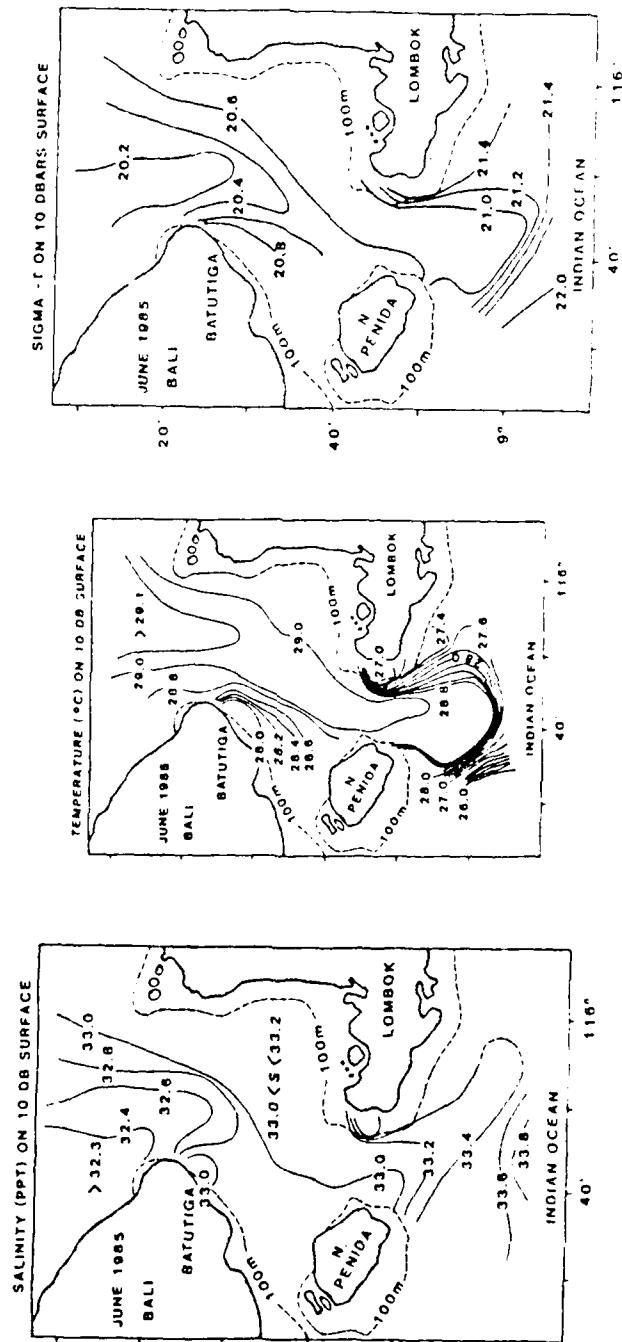 SALINITY (PPT) ON 10 DB SURFACE
JUNE 1985
BALI
BATUTIGA
> 32.3
32.4
32.6
32.8
33.0
33.0
33.0 < S < 33.2
100m
100m
N
PENIDA
LOMBOK
33.0
33.2
33.4
33.6
33.8
INDIAN OCEAN
40'
116°
TEMPERATURE (°C) ON 10 DB SURFACE
JUNE 1985
BALI
BATUTIGA
29.0
> 29.1
28.8
29.0
28.0
28.2
28.4
28.6
100m
100m
100m
N
PENIDA
LOMBOK
27.0
27.4
27.6
28.0
28.8
28.0
27.0
26.0
INDIAN OCEAN
40'
116°
SIGMA-T ON 10 DBARS SURFACE
JUNE 1985
BALI
BATUTIGA
20.2
20.4
20.6
20.8
100m
100m
100m
N
PENIDA
LOMBOK
21.4
21.0
21.2
21.4
22.0
INDIAN OCEAN
20'
40'
9°
40'
116°